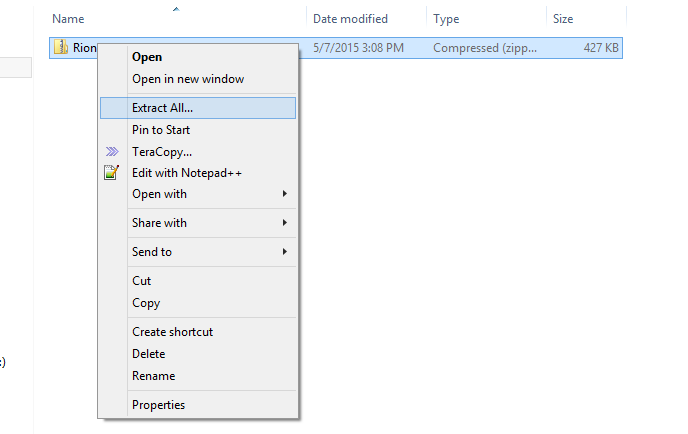 Name Date modified Type Size
Rion 5/7/2015 3:08 PM Compressed (zipp... 427 KB
Open
Open in new window
Extract All...
Pin to Start
TeraCopy...
Edit with Notepad++
Open with
Share with
Send to
Cut
Copy
Create shortcut
:)
Delete
Rename
Properties